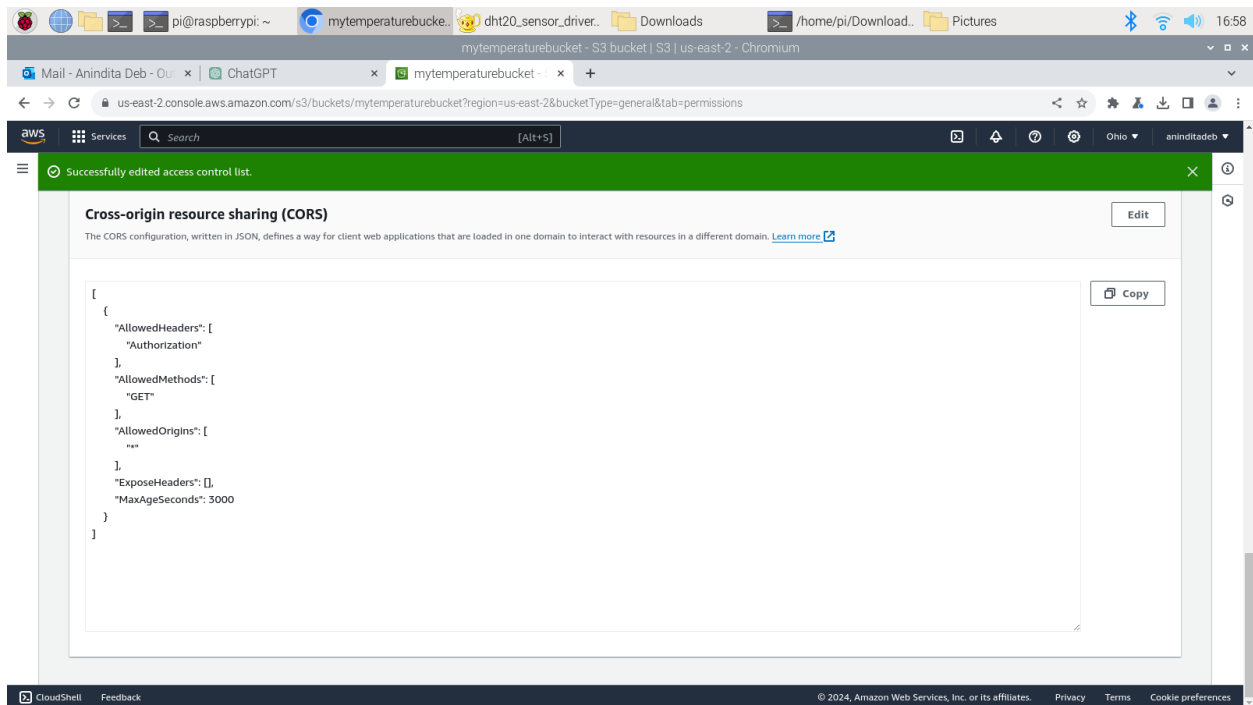 pi@raspberrypi: ~
mytemperaturebucke..
dht20_sensor_driver..
Downloads
/home/pi/Download..
Pictures
16:58
mytemperaturebucket - S3 bucket | S3 | us-east-2 - Chromium
Mail - Anindita Deb - Ou
ChatGPT
mytemperaturebucket -
us-east-2.console.aws.amazon.com/s3/buckets/mytemperaturebucket?region=us-east-2&bucketType=general&tab=permissions
aws
Services
Search
[Alt+S]
Ohio
aninditadeb
Successfully edited access control list.
Cross-origin resource sharing (CORS)
Edit
The CORS configuration, written in JSON, defines a way for client web applications that are loaded in one domain to interact with resources in a different domain. Learn more
Copy
[
{
"AllowedHeaders": [
"Authorization"
],
"AllowedMethods": [
"GET"
],
"AllowedOrigins": [
"*"
],
"ExposeHeaders": [],
"MaxAgeSeconds": 3000
}
]
CloudShell
Feedback
© 2024, Amazon Web Services, Inc. or its affiliates.
Privacy
Terms
Cookie preferences